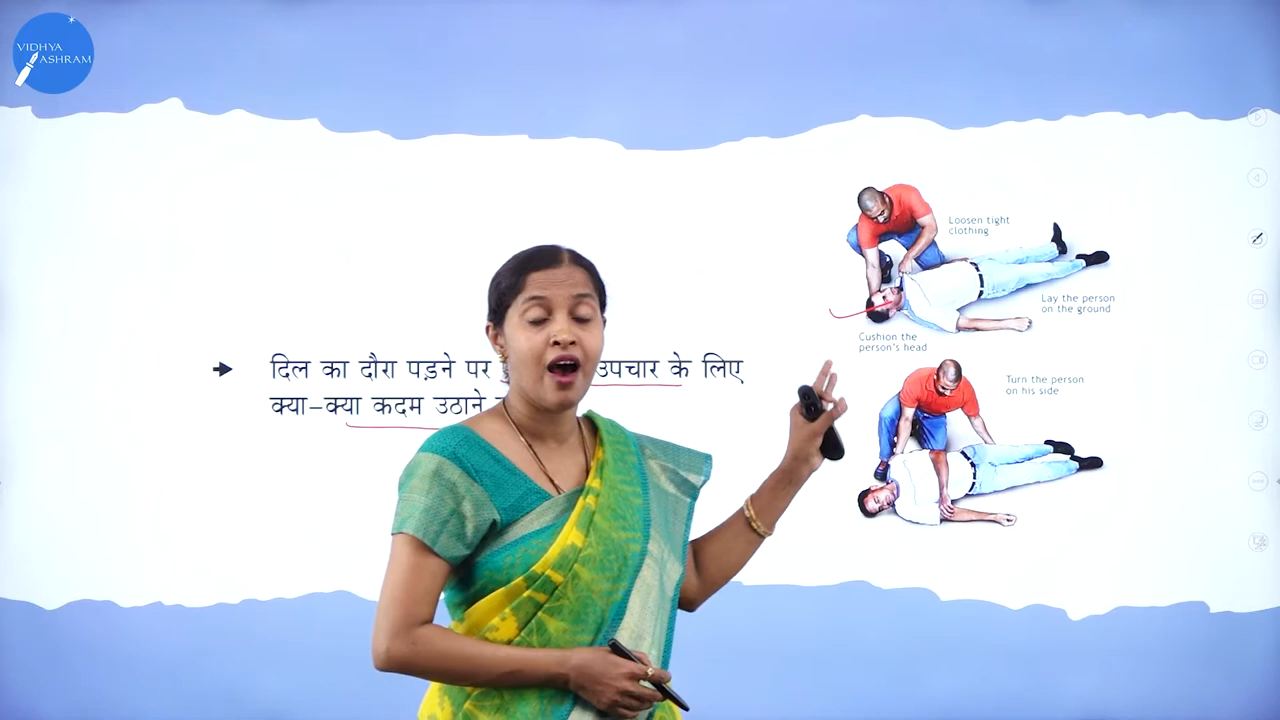 VIDHYA
ASHRAM
Loosen tight
clothing
Lay the person
on the ground
Cushion the
person's head
दिल का दौरा पड़ने पर उपचार के लिए
क्या–क्या कदम उठाने
Turn the person
on his side